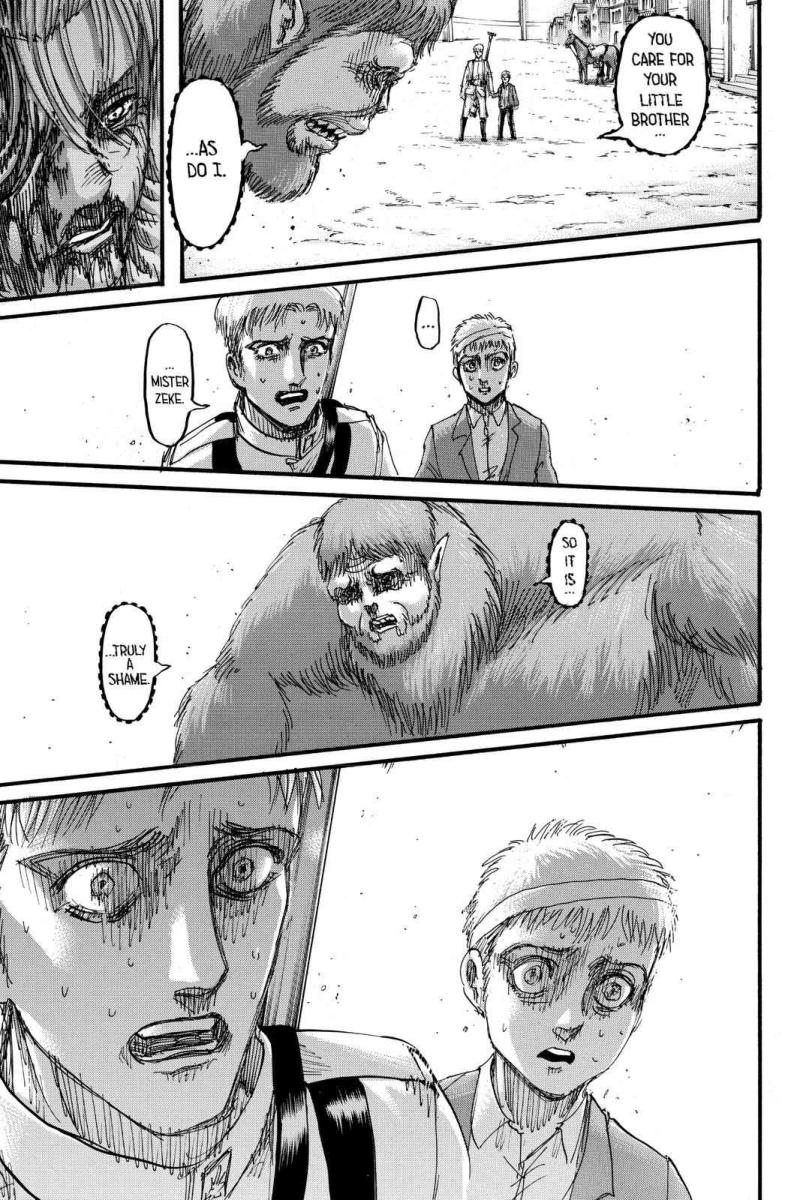 YOU
CARE FOR
YOUR
LITTLE
BROTHER
...
...AS
DO I.
...
...
MISTER
ZEKE.
SO
IT
IS
...
...TRULY
A
SHAME.